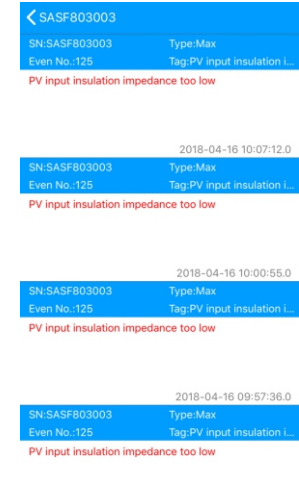 SASF803003
SN:SASF803003 Type:Max
Even No.:125 Tag:PV input insulation i...
PV input insulation impedance too low
2018-04-16 10:07:12.0
SN:SASF803003 Type:Max
Even No.:125 Tag:PV input insulation i...
PV input insulation impedance too low
2018-04-16 10:00:55.0
SN:SASF803003 Type:Max
Even No.:125 Tag:PV input insulation i...
PV input insulation impedance too low
2018-04-16 09:57:36.0
SN:SASF803003 Type:Max
Even No.:125 Tag:PV input insulation i...
PV input insulation impedance too low